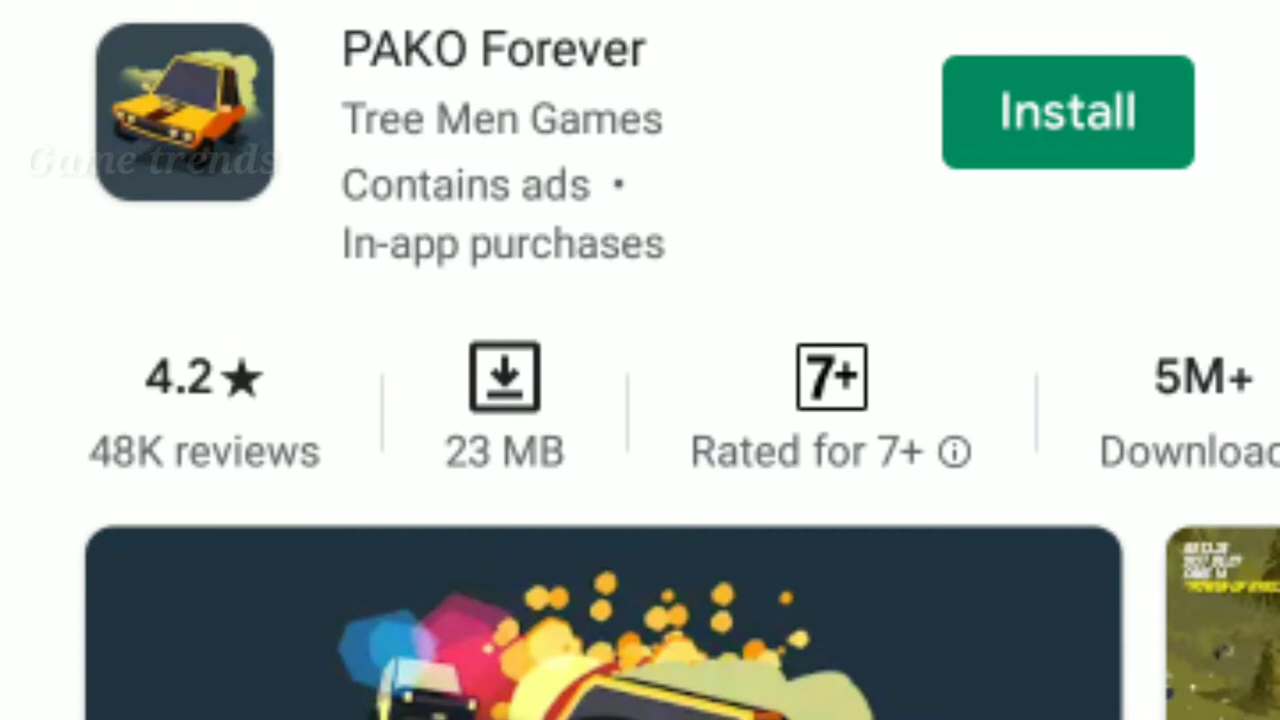 PAKO Forever
Install
Tree Men Games
Game trends
Contains ads •
In-app purchases
4.2★
7+
5M+
48K reviews
23 MB
Rated for 7+
Downloa